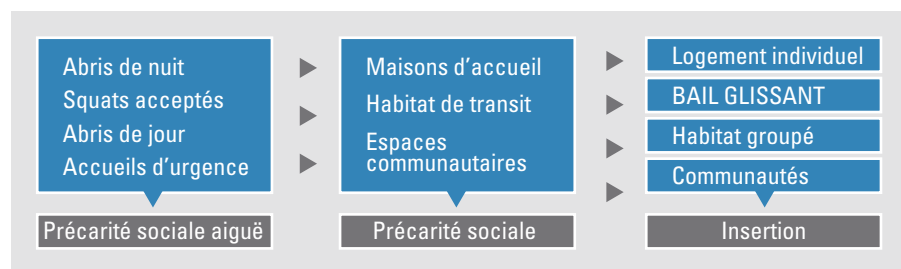 Abris de nuit
Squats acceptés
Abris de jour
Accueils d'urgence
Précarité sociale aiguë
Maisons d'accueil
Habitat de transit
Espaces
communautaires
Précarité sociale
Logement individuel
BAIL GLISSANT
Habitat groupé
Communautés
Insertion